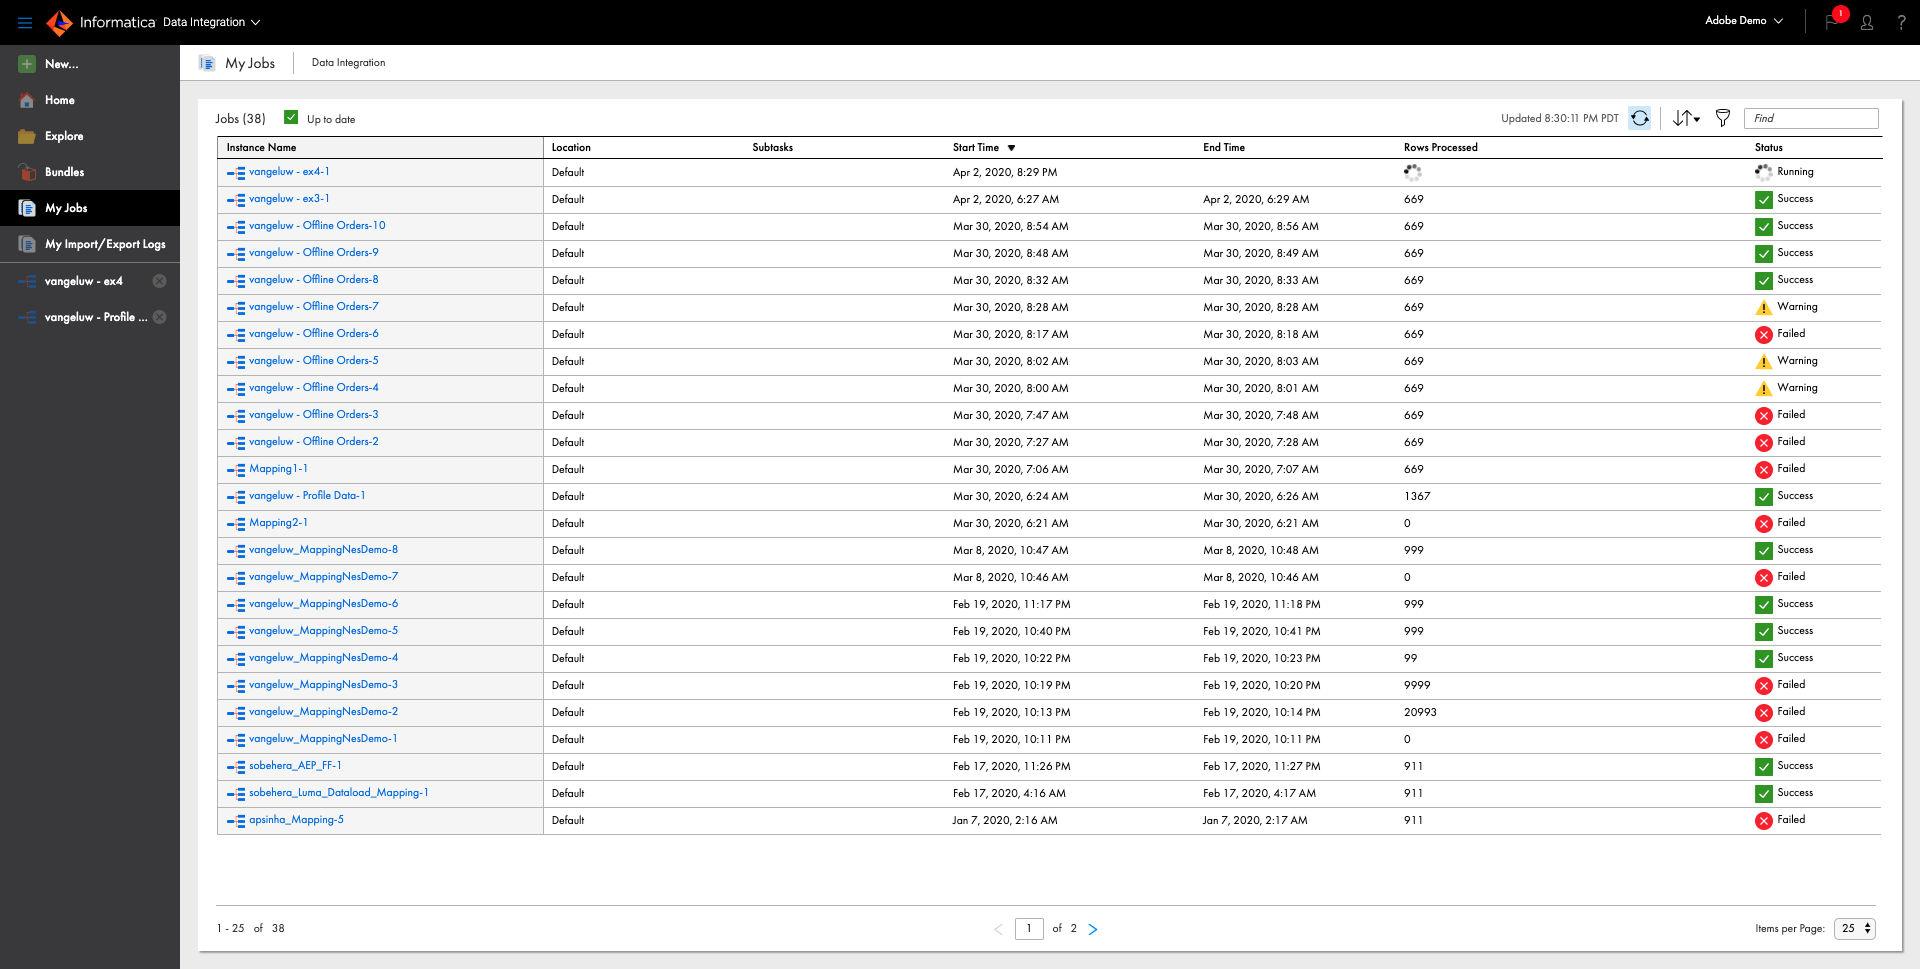 Informatica Data Integration
Adobe Demo
1
?
New...
Home
Explore
Bundles
My Jobs
My Import/Export Logs
vangeluw - ex4
vangeluw - Profile ...
My Jobs Data Integration
Jobs (38) Up to date Updated 8:30:11 PM PDT Find
Instance Name Location Subtasks Start Time End Time Rows Processed Status
vangeluw - ex4-1 Default Apr 2, 2020, 8:29 PM Running
vangeluw - ex3-1 Default Apr 2, 2020, 6:27 AM Apr 2, 2020, 6:29 AM 669 Success
vangeluw - Offline Orders-10 Default Mar 30, 2020, 8:54 AM Mar 30, 2020, 8:56 AM 669 Success
vangeluw - Offline Orders-9 Default Mar 30, 2020, 8:48 AM Mar 30, 2020, 8:49 AM 669 Success
vangeluw - Offline Orders-8 Default Mar 30, 2020, 8:32 AM Mar 30, 2020, 8:33 AM 669 Success
vangeluw - Offline Orders-7 Default Mar 30, 2020, 8:28 AM Mar 30, 2020, 8:28 AM 669 Warning
vangeluw - Offline Orders-6 Default Mar 30, 2020, 8:17 AM Mar 30, 2020, 8:18 AM 669 Failed
vangeluw - Offline Orders-5 Default Mar 30, 2020, 8:02 AM Mar 30, 2020, 8:03 AM 669 Warning
vangeluw - Offline Orders-4 Default Mar 30, 2020, 8:00 AM Mar 30, 2020, 8:01 AM 669 Warning
vangeluw - Offline Orders-3 Default Mar 30, 2020, 7:47 AM Mar 30, 2020, 7:48 AM 669 Failed
vangeluw - Offline Orders-2 Default Mar 30, 2020, 7:27 AM Mar 30, 2020, 7:28 AM 669 Failed
Mapping1-1 Default Mar 30, 2020, 7:06 AM Mar 30, 2020, 7:07 AM 669 Failed
vangeluw - Profile Data-1 Default Mar 30, 2020, 6:24 AM Mar 30, 2020, 6:26 AM 1367 Success
Mapping2-1 Default Mar 30, 2020, 6:21 AM Mar 30, 2020, 6:21 AM 0 Failed
vangeluw_MappingNesDemo-8 Default Mar 8, 2020, 10:47 AM Mar 8, 2020, 10:48 AM 999 Success
vangeluw_MappingNesDemo-7 Default Mar 8, 2020, 10:46 AM Mar 8, 2020, 10:46 AM 0 Failed
vangeluw_MappingNesDemo-6 Default Feb 19, 2020, 11:17 PM Feb 19, 2020, 11:18 PM 999 Success
vangeluw_MappingNesDemo-5 Default Feb 19, 2020, 10:40 PM Feb 19, 2020, 10:41 PM 999 Success
vangeluw_MappingNesDemo-4 Default Feb 19, 2020, 10:22 PM Feb 19, 2020, 10:23 PM 99 Success
vangeluw_MappingNesDemo-3 Default Feb 19, 2020, 10:19 PM Feb 19, 2020, 10:20 PM 9999 Failed
vangeluw_MappingNesDemo-2 Default Feb 19, 2020, 10:13 PM Feb 19, 2020, 10:14 PM 20993 Failed
vangeluw_MappingNesDemo-1 Default Feb 19, 2020, 10:11 PM Feb 19, 2020, 10:11 PM 0 Failed
sobehera_AEP_FF-1 Default Feb 17, 2020, 11:26 PM Feb 17, 2020, 11:27 PM 911 Success
sobehera_Luma_Dataload_Mapping-1 Default Feb 17, 2020, 4:16 AM Feb 17, 2020, 4:17 AM 911 Success
apsinha_Mapping-5 Default Jan 7, 2020, 2:16 AM Jan 7, 2020, 2:17 AM 911 Failed
1 - 25 of 38 1 of 2 Items per Page: 25